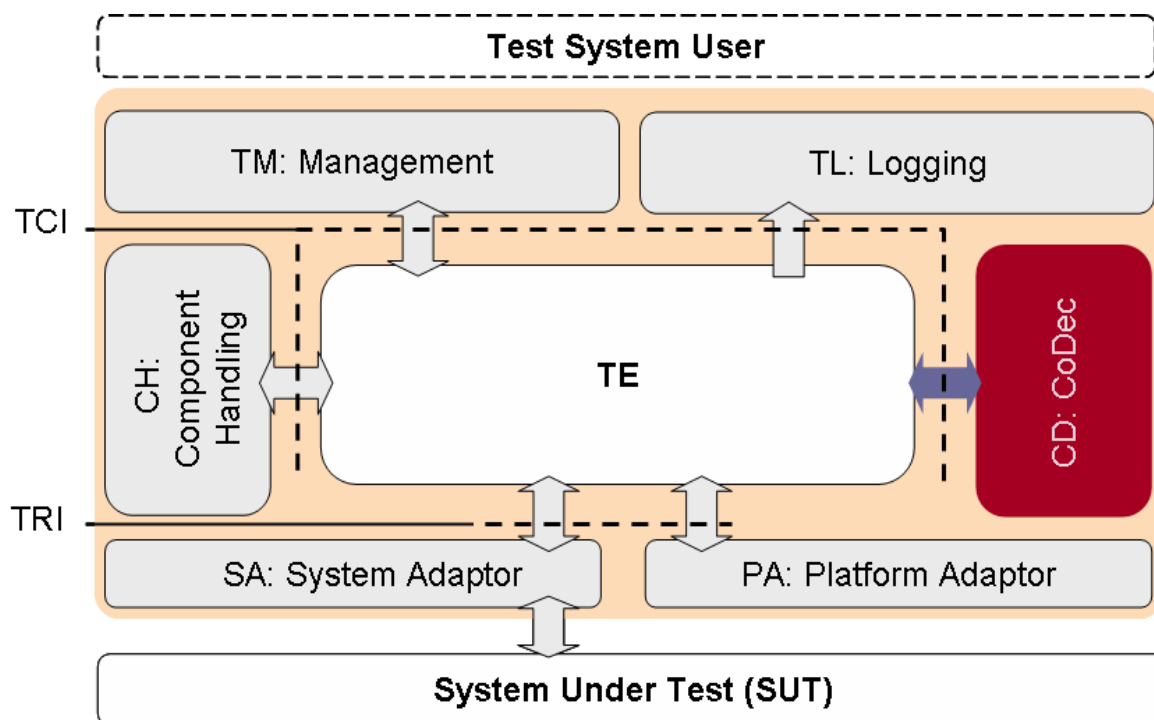 Test System User
TM: Management
TL: Logging
TCI
CH:
Component
Handling
TE
CD: CoDec
TRI
SA: System Adaptor
PA: Platform Adaptor
System Under Test (SUT)